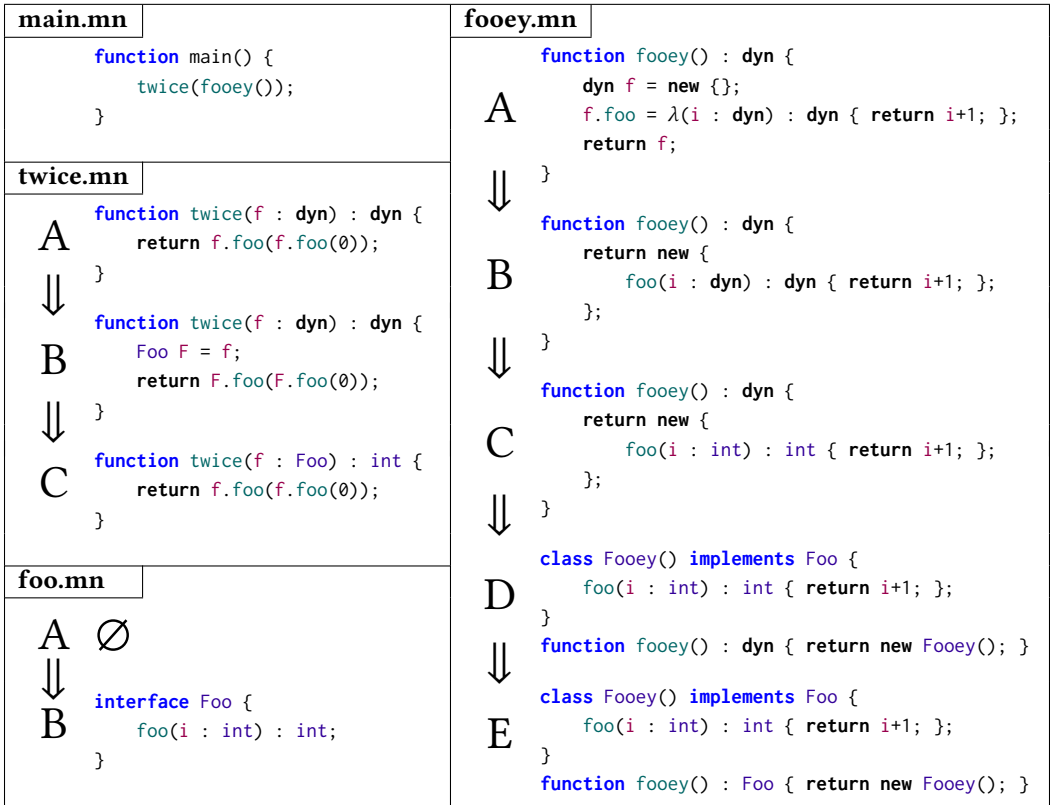 main.mn
function main() {
    twice(fooey());
}
twice.mn
A
function twice(f : dyn) : dyn {
    return f.foo(f.foo(0));
}
⇓
B
function twice(f : dyn) : dyn {
    Foo F = f;
    return F.foo(F.foo(0));
}
⇓
C
function twice(f : Foo) : int {
    return f.foo(f.foo(0));
}
foo.mn
A ∅
⇓
B
interface Foo {
    foo(i : int) : int;
}
fooey.mn
A
function fooey() : dyn {
    dyn f = new {};
    f.foo = λ(i : dyn) : dyn { return i+1; };
    return f;
}
⇓
B
function fooey() : dyn {
    return new {
        foo(i : dyn) : dyn { return i+1; };
    };
}
⇓
C
function fooey() : dyn {
    return new {
        foo(i : int) : int { return i+1; };
    };
}
⇓
D
class Fooey() implements Foo {
    foo(i : int) : int { return i+1; };
}
function fooey() : dyn { return new Fooey(); }
⇓
E
class Fooey() implements Foo {
    foo(i : int) : int { return i+1; };
}
function fooey() : Foo { return new Fooey(); }